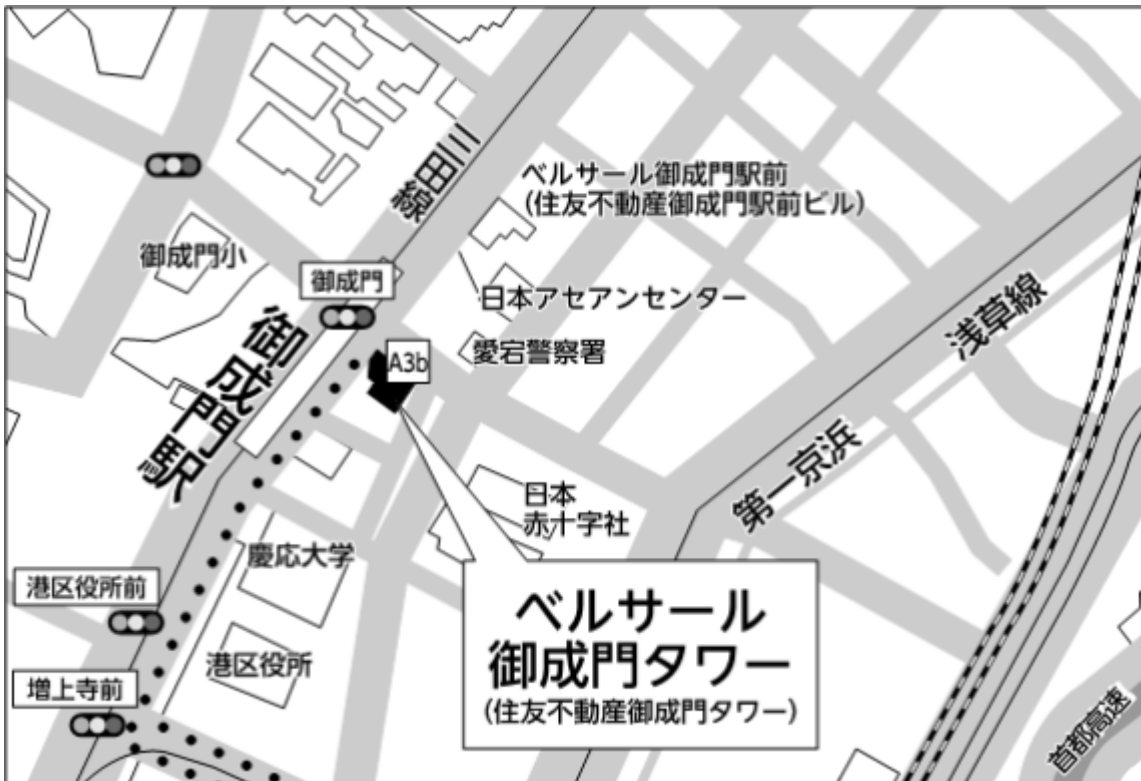 三田線
ベルサール御成門駅前
(住友不動産御成門駅前ビル)
御成門小
御成門
日本アセアンセンター
浅草線
御成門駅
A3b
愛宕警察署
第一京浜
日本
赤十字社
慶応大学
港区役所前
ベルサール
御成門タワー
(住友不動産御成門タワー)
港区役所
増上寺前
首都高速